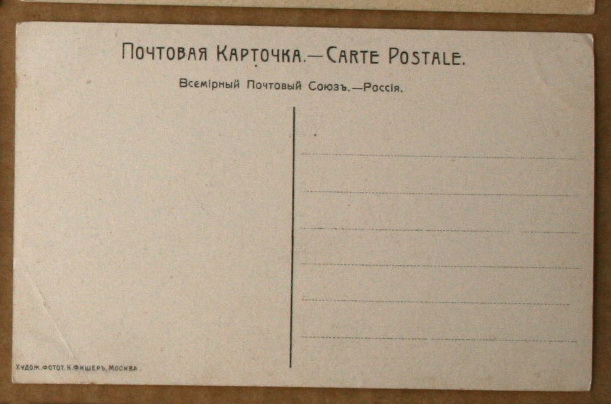 Почтовая Карточка.—Carte Postale.
Всемірный Почтовый Союзъ.—Россія.
Худож. фотот. К. Фишеръ, Москва.